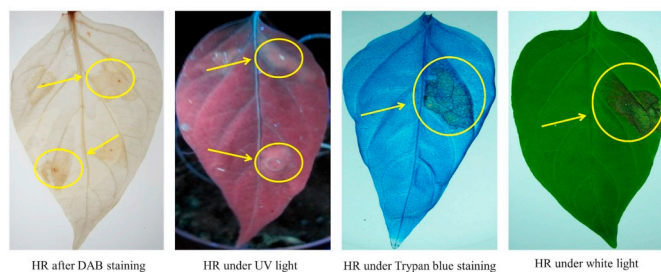 HR after DAB staining
HR under UV light
HR under Trypan blue staining
HR under white light